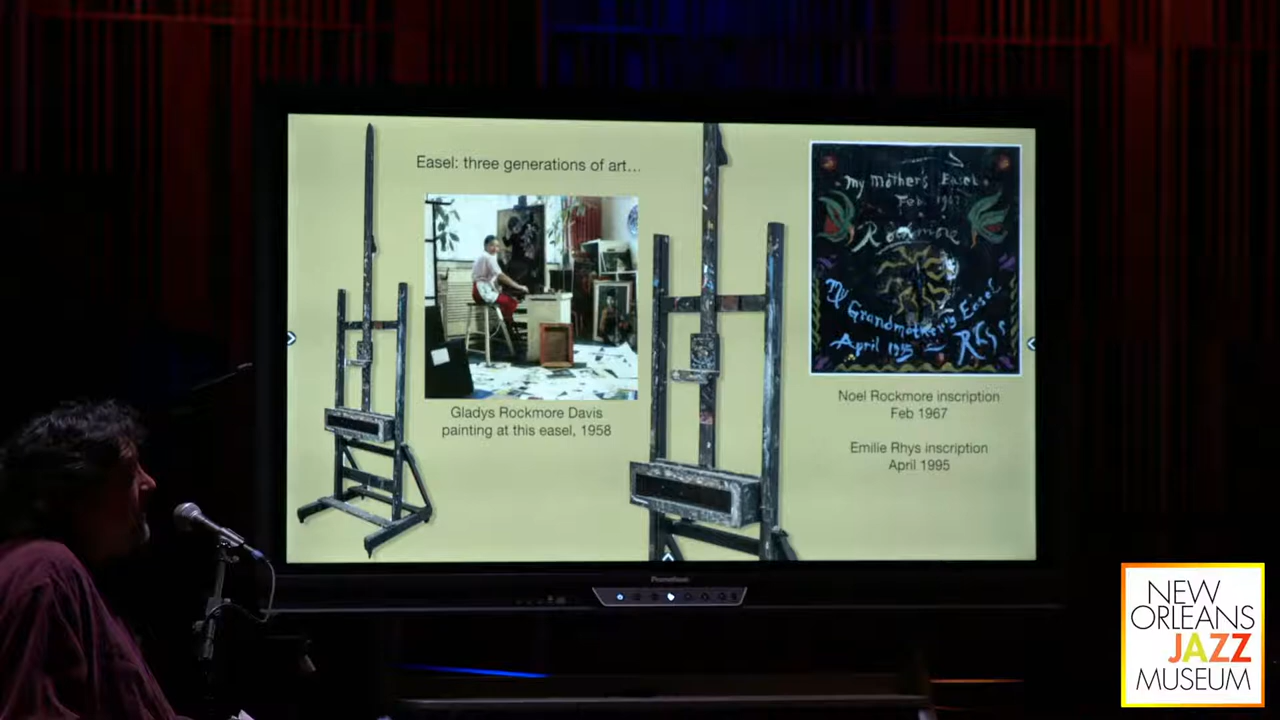 Easel: three generations of art...
Gladys Rockmore Davis
painting at this easel, 1958
My Mother's Easel
Feb 1967
Rockmore
My Grandmother's Easel
April 1995 — Rhys
Noel Rockmore inscription
Feb 1967
Emilie Rhys inscription
April 1995
Promethean
NEW
ORLEANS
JAZZ
MUSEUM